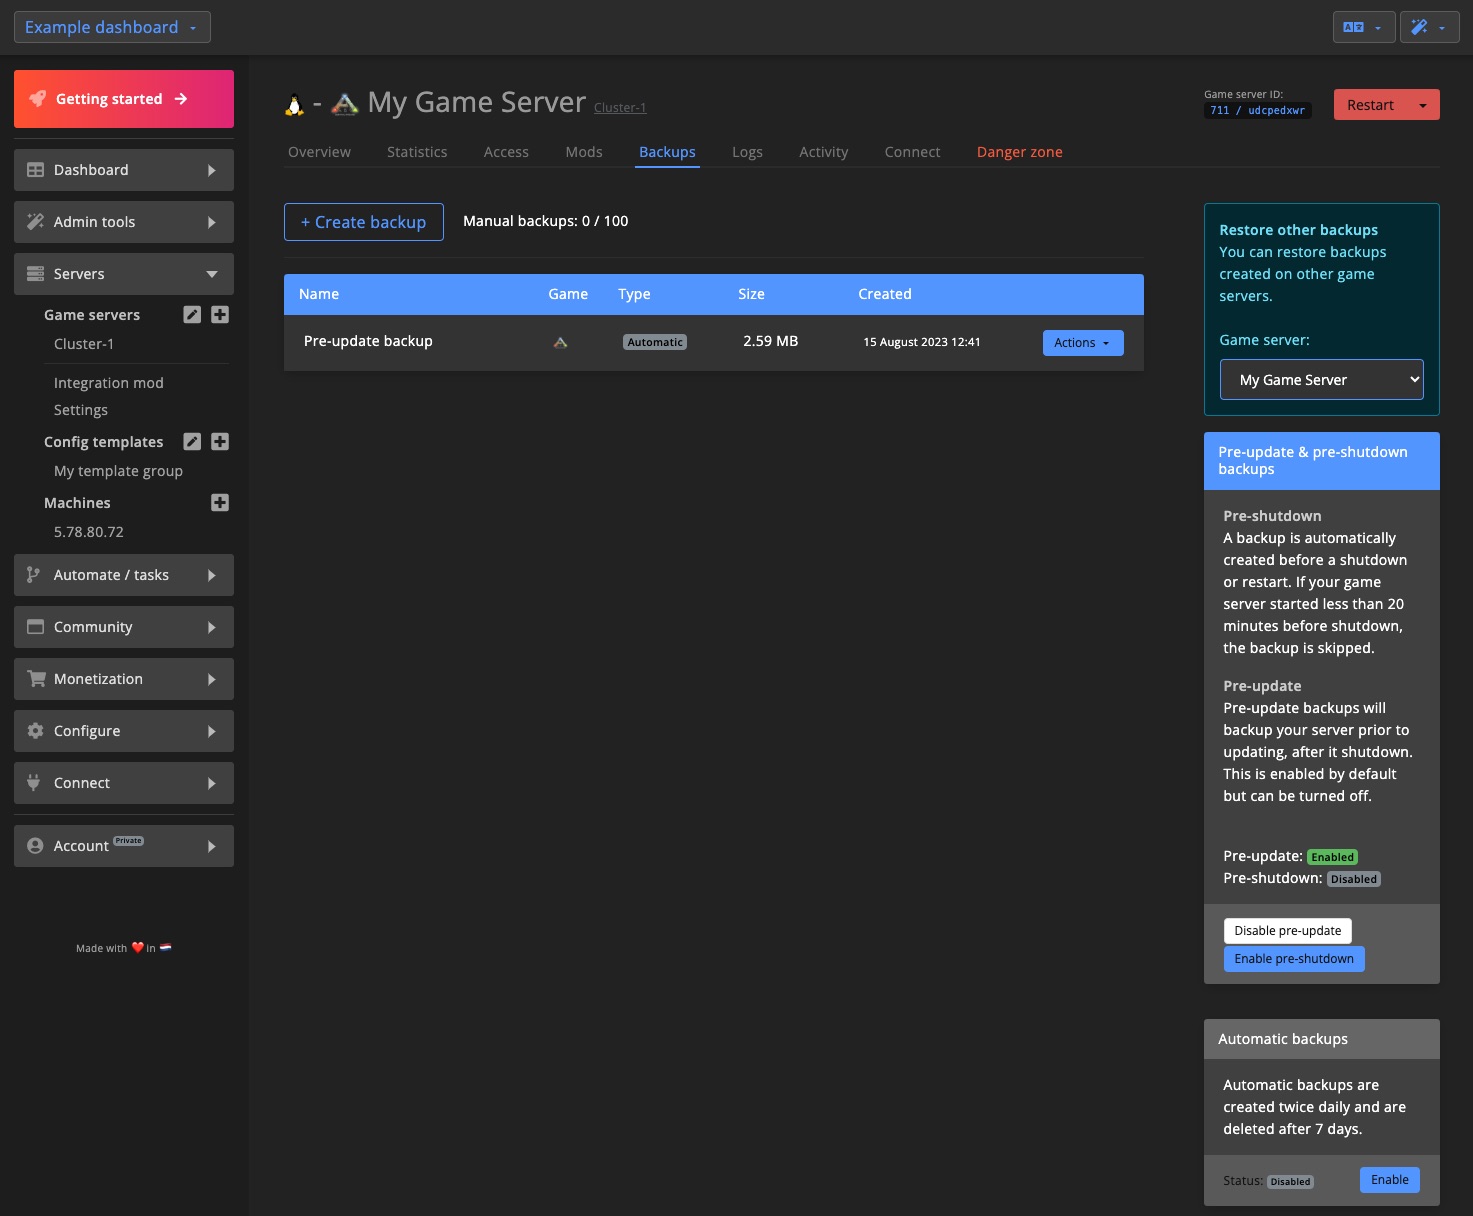 Example dashboard
Getting started
Dashboard
Admin tools
Servers
Game servers
Cluster-1
Integration mod
Settings
Config templates
My template group
Machines
5.78.80.72
Automate / tasks
Community
Monetization
Configure
Connect
Account Private
Made with ❤️ in 🇳🇱
- My Game Server Cluster-1
Game server ID:
711 / udcpedxwr
Restart
Overview Statistics Access Mods Backups Logs Activity Connect Danger zone
+ Create backup Manual backups: 0 / 100
Name Game Type Size Created
Pre-update backup Automatic 2.59 MB 15 August 2023 12:41 Actions
Restore other backups
You can restore backups
created on other game
servers.
Game server:
My Game Server
Pre-update & pre-shutdown
backups
Pre-shutdown
A backup is automatically
created before a shutdown
or restart. If your game
server started less than 20
minutes before shutdown,
the backup is skipped.
Pre-update
Pre-update backups will
backup your server prior to
updating, after it shutdown.
This is enabled by default
but can be turned off.
Pre-update: Enabled
Pre-shutdown: Disabled
Disable pre-update
Enable pre-shutdown
Automatic backups
Automatic backups are
created twice daily and are
deleted after 7 days.
Status: Disabled Enable